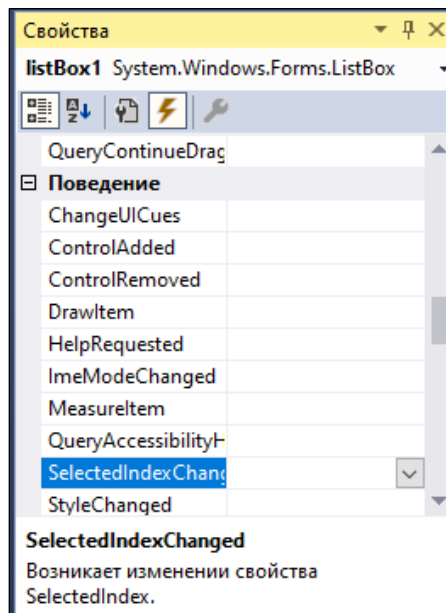 Свойства
listBox1 System.Windows.Forms.ListBox
QueryContinueDrag
Поведение
ChangeUICues
ControlAdded
ControlRemoved
DrawItem
HelpRequested
ImeModeChanged
MeasureItem
QueryAccessibilityH
SelectedIndexChang
StyleChanged
SelectedIndexChanged
Возникает изменении свойства
SelectedIndex.